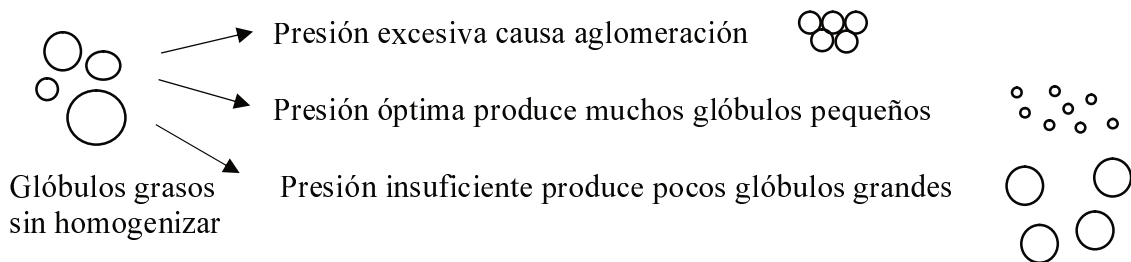 Presión excesiva causa aglomeración
Presión óptima produce muchos glóbulos pequeños
Presión insuficiente produce pocos glóbulos grandes
Glóbulos grasos
sin homogenizar